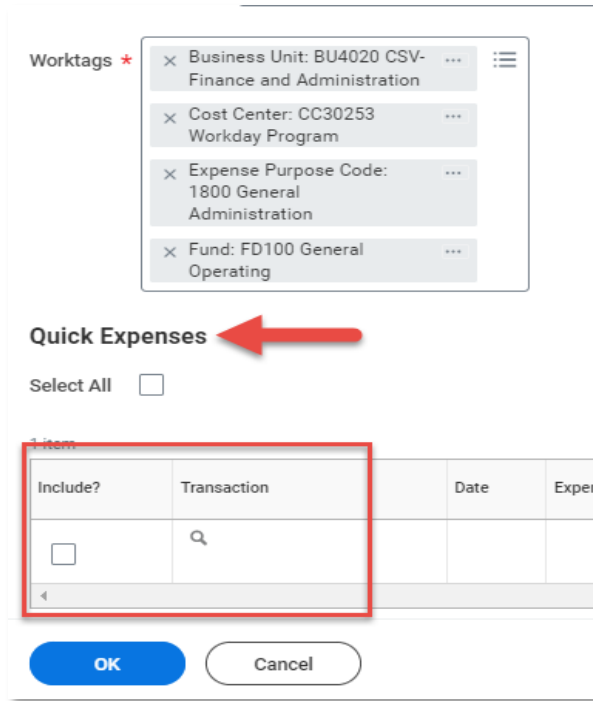 Worktags *
Business Unit: BU4020 CSV-
Finance and Administration
Cost Center: CC30253
Workday Program
Expense Purpose Code:
1800 General
Administration
Fund: FD100 General
Operating
Quick Expenses
Select All
1 item
Include? Transaction Date Exper
OK Cancel